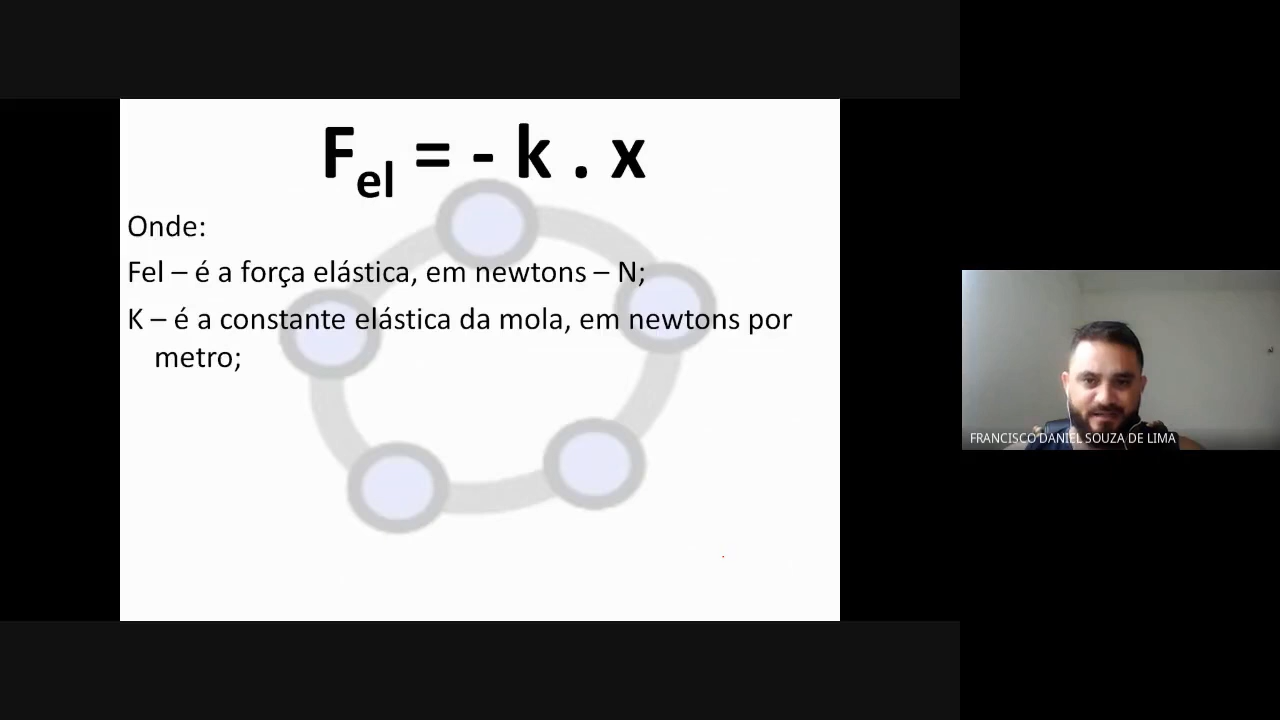 Fel = - k . x
Onde:
Fel – é a força elástica, em newtons – N;
K – é a constante elástica da mola, em newtons por
metro;
FRANCISCO DANIEL SOUZA DE LIMA